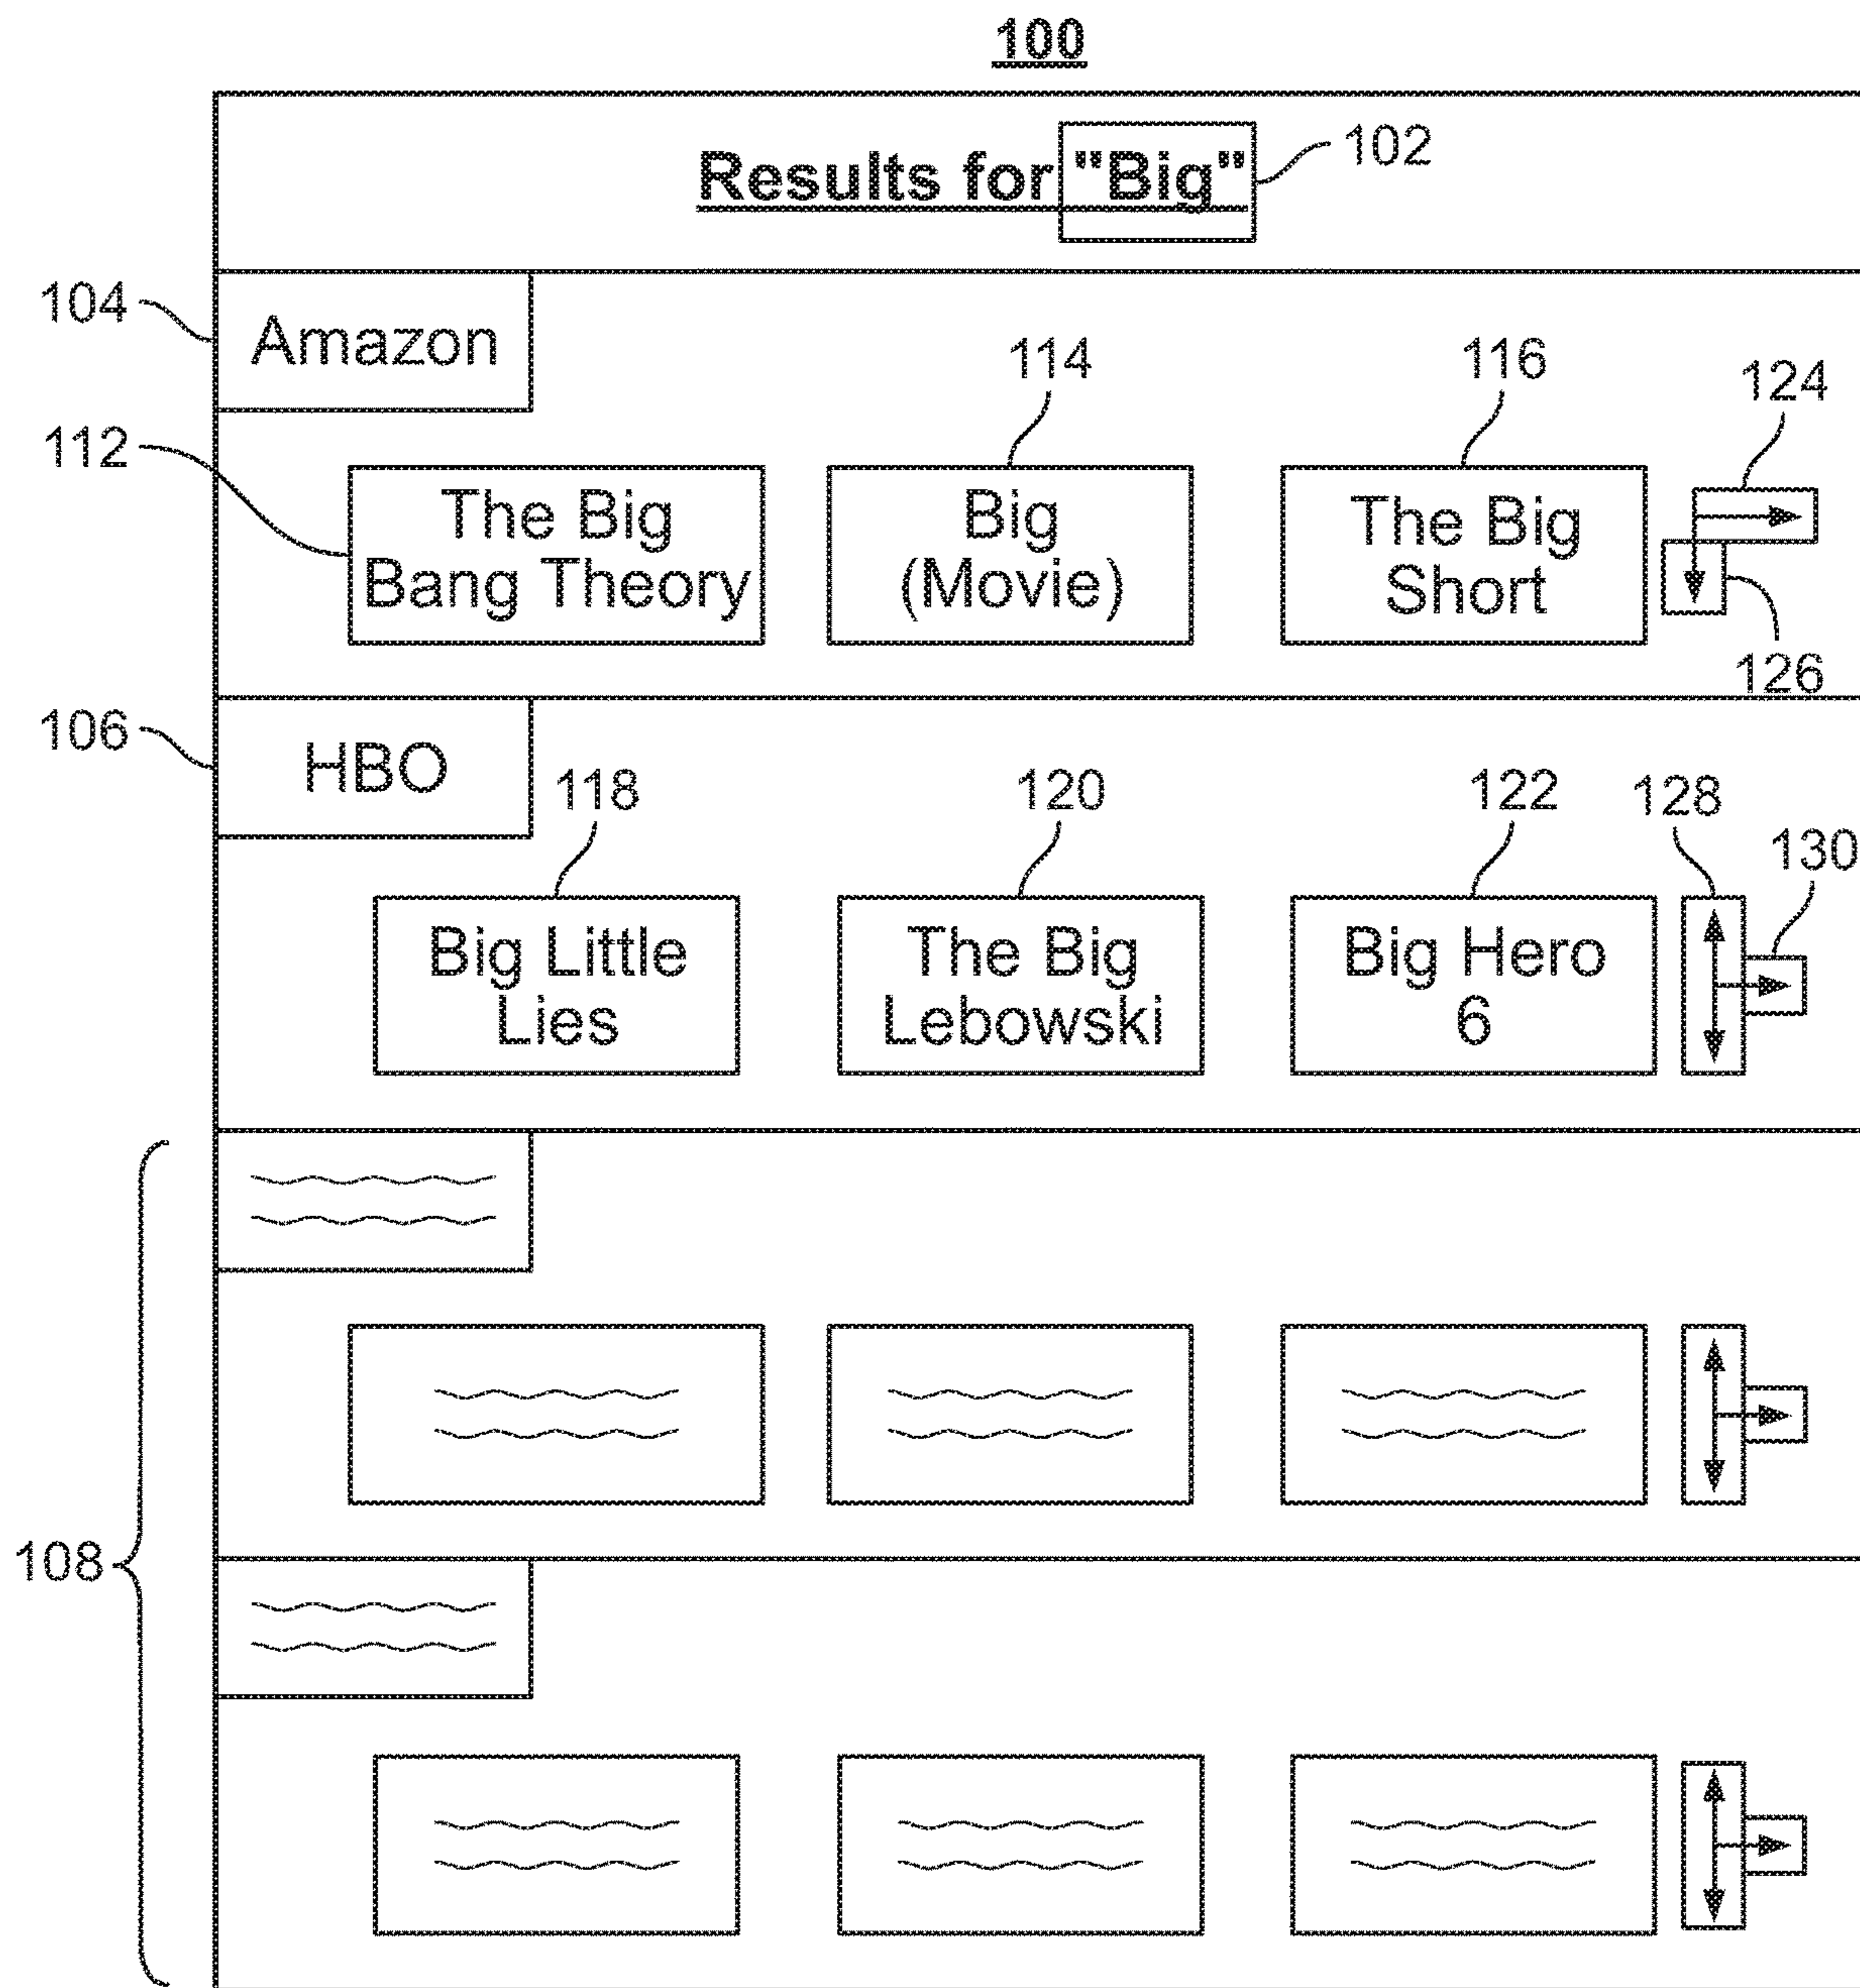 100
Results for "Big"
102
104
Amazon
114
116
124
112
The Big
Bang Theory
Big
(Movie)
The Big
Short
126
106
HBO
118
120
122
128
130
Big Little
Lies
The Big
Lebowski
Big Hero
6
108